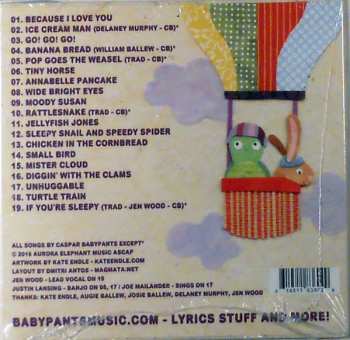 01. BECAUSE I LOVE YOU
02. ICE CREAM MAN (DELANEY MURPHY - CB)*
03. GO! GO! GO!
04. BANANA BREAD (WILLIAM BALLEW - CB)*
05. POP GOES THE WEASEL (TRAD - CB)*
06. TINY HORSE
07. ANNABELLE PANCAKE
08. WIDE BRIGHT EYES
09. MOODY SUSAN
10. RATTLESNAKE (TRAD - CB)*
11. JELLYFISH JONES
12. SLEEPY SNAIL AND SPEEDY SPIDER
13. CHICKEN IN THE CORNBREAD
14. SMALL BIRD
15. MISTER CLOUD
16. DIGGIN' WITH THE CLAMS
17. UNHUGGABLE
18. TURTLE TRAIN
19. IF YOU'RE SLEEPY (TRAD - JEN WOOD - CB)*
ALL SONGS BY CASPAR BABYPANTS EXCEPT*
© 2010 AURORA ELEPHANT MUSIC ASCAP
ARTWORK BY KATE ENDLE - KATEENDLE.COM
LAYOUT BY DMITRI ANTOS - MAGNATA.NET
JEN WOOD - LEAD VOCAL ON 19
JUSTIN LANSING - BANJO ON 08, 17 / JOE MAILANDER - SINGS ON 17
THANKS: KATE ENDLE, AUGIE BALLEW, JOSIE BALLEW, DELANEY MURPHY, JEN WOOD
BABYPANTSMUSIC.COM - LYRICS STUFF AND MORE!